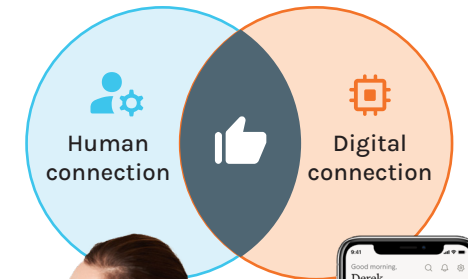 Human
connection
Digital
connection
9:41
Good morning,
Derek